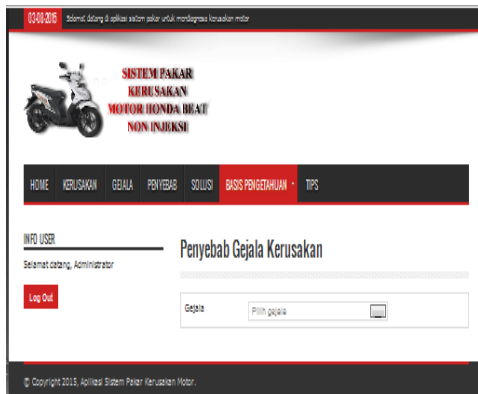 03-08-2015 Selamat datang di aplikasi sistem pakar untuk mendiagnosa kerusakan motor
SISTEM PAKAR
KERUSAKAN
MOTOR HONDA BEAT
NON INJEKSI
HOME KERUSAKAN GEJALA PENYEBAB SOLUSI BASIS PENGETAHUAN TIPS
INFO USER
Selamat datang, Administrator
Log Out
Penyebab Gejala Kerusakan
Gejala Pilih gejala ...
© Copyright 2015, Aplikasi Sistem Pakar Kerusakan Motor.